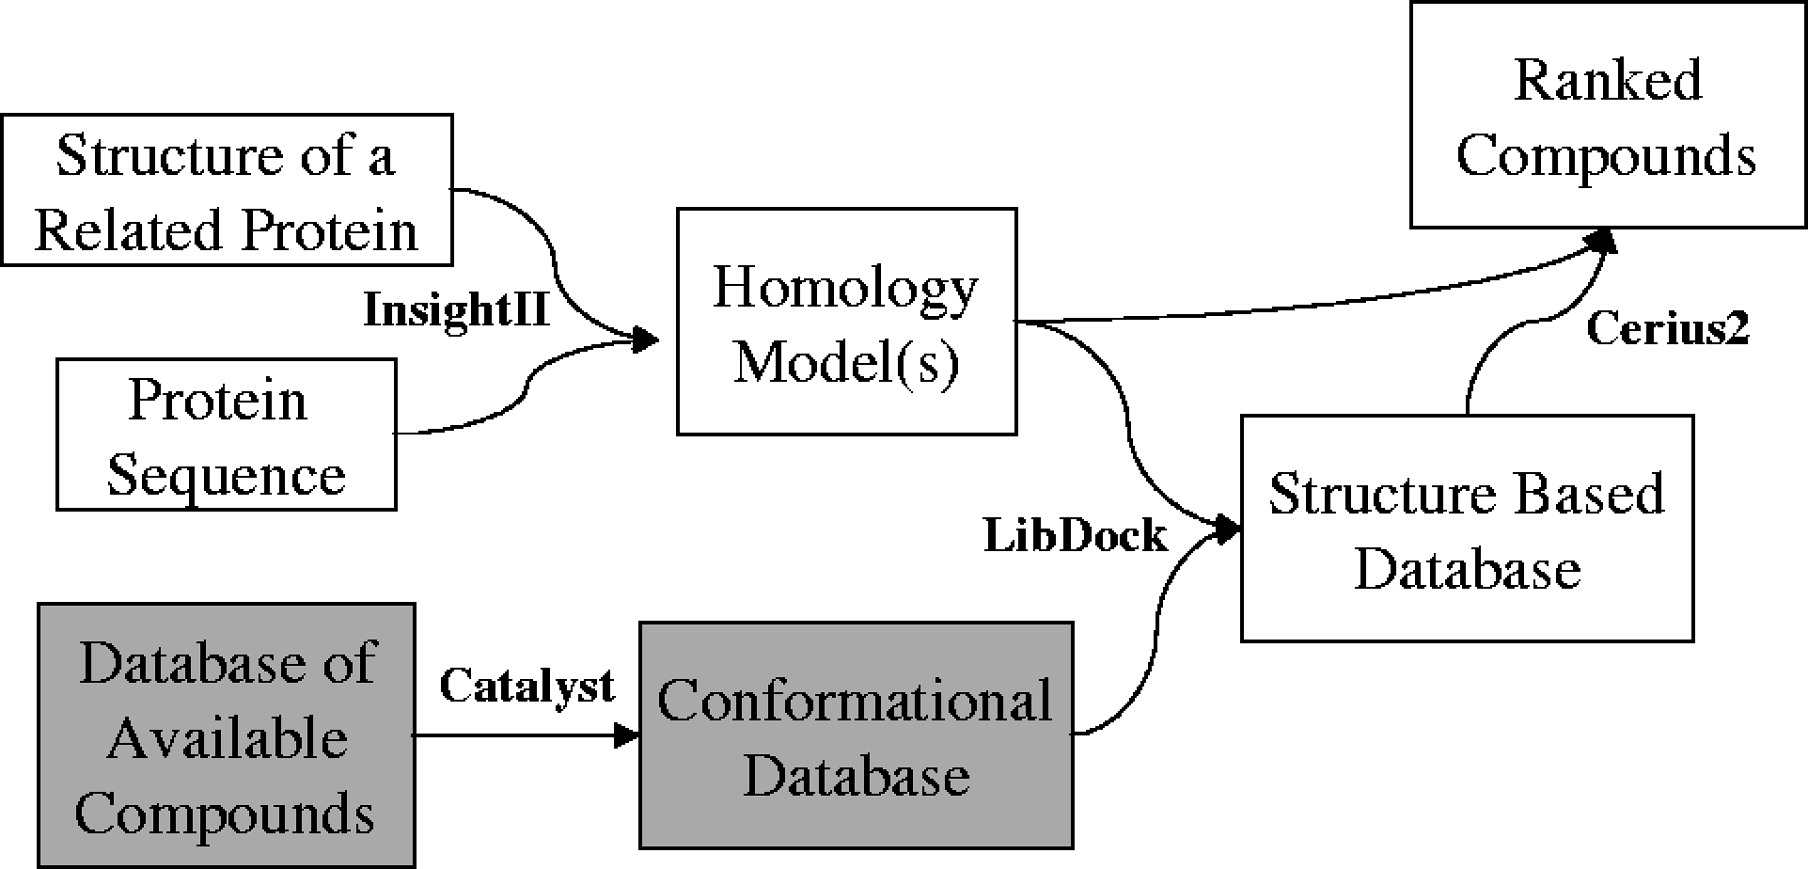 Ranked
Compounds
Structure of a
Related Protein
InsightII
Homology
Model(s)
Cerius2
Protein
Sequence
LibDock
Structure Based
Database
Database of
Available
Compounds
Catalyst
Conformational
Database